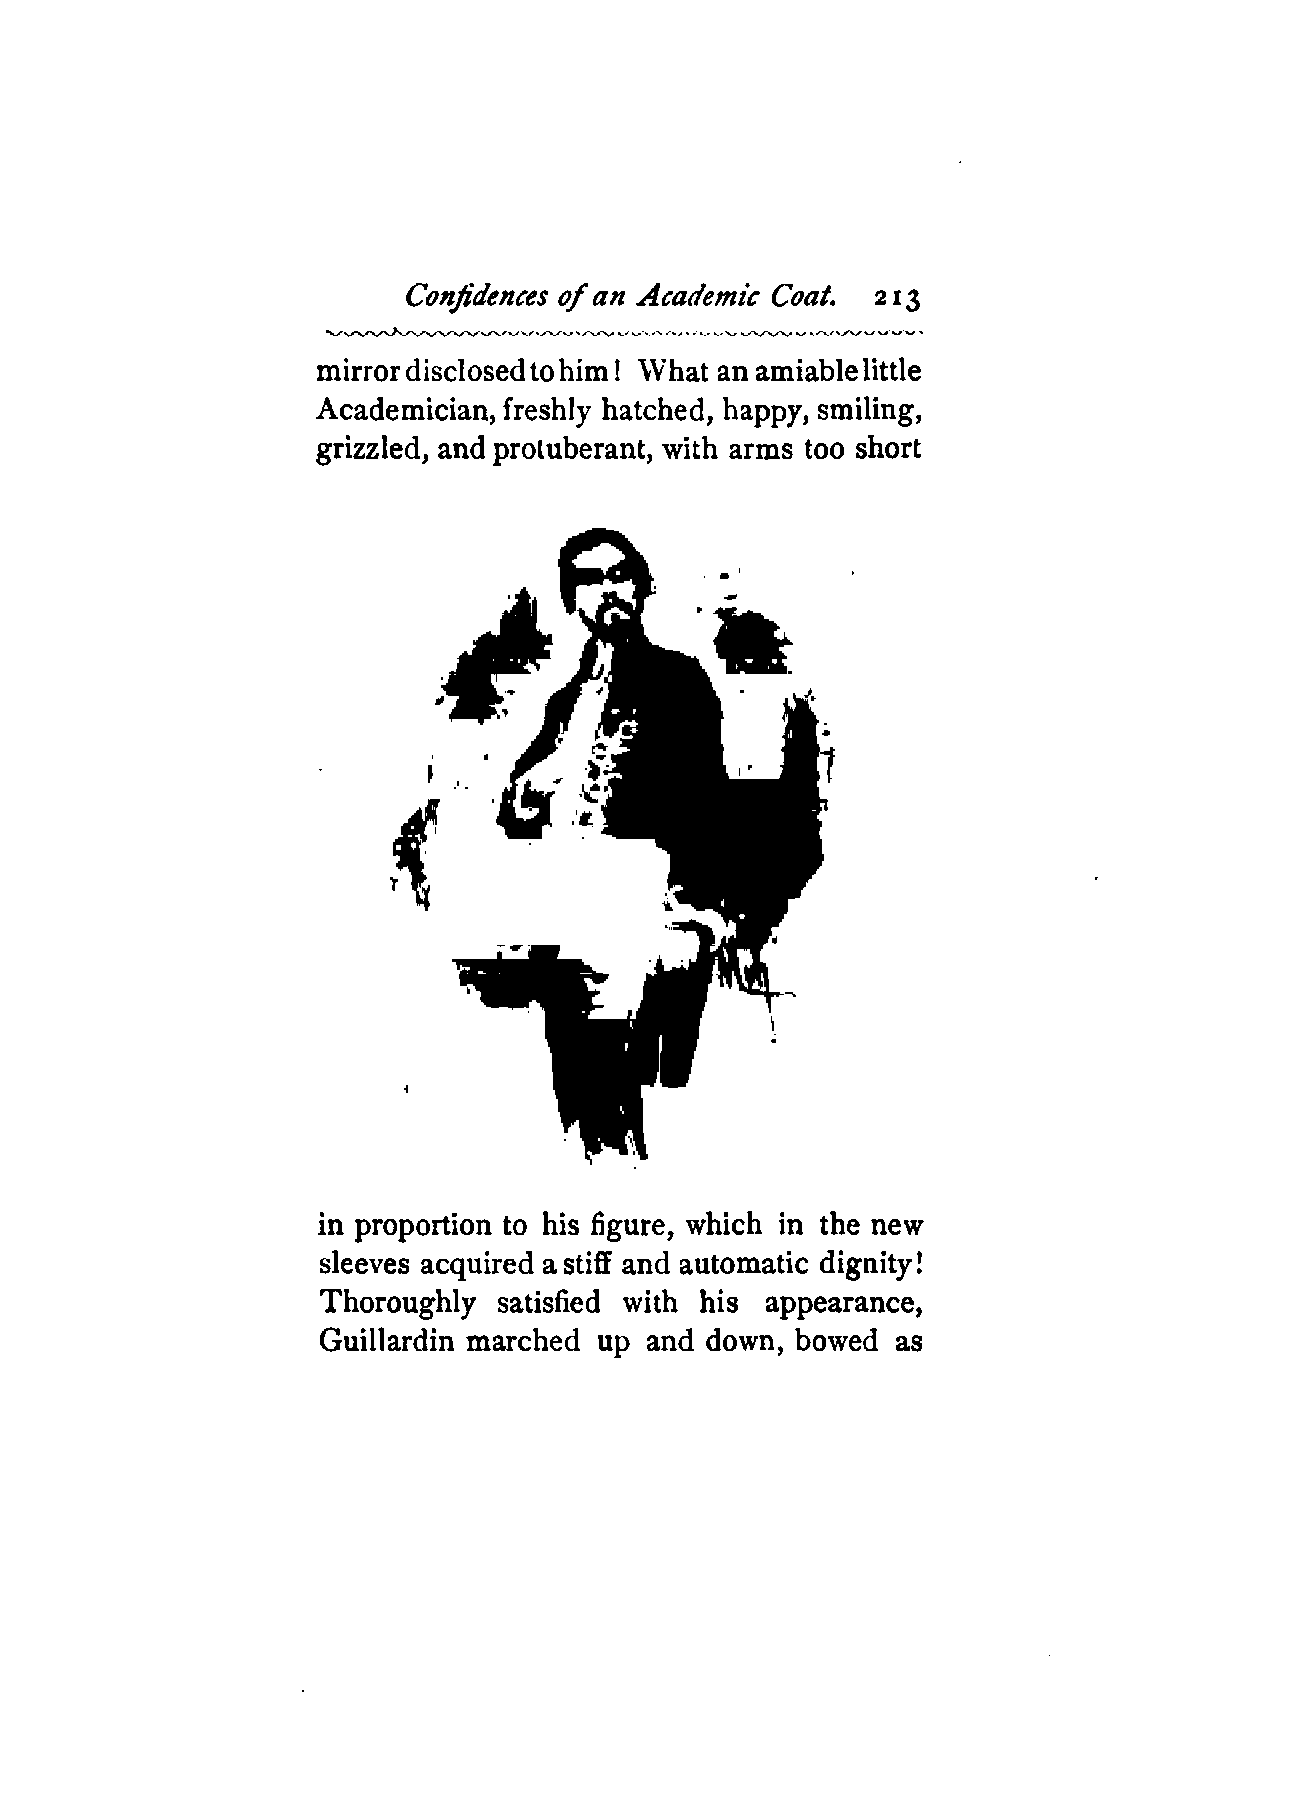 Confidences of an Academic Coat. 213
mirror disclosed to him! What an amiable little
Academician, freshly hatched, happy, smiling,
grizzled, and protuberant, with arms too short
in proportion to his figure, which in the new
sleeves acquired a stiff and automatic dignity!
Thoroughly satisfied with his appearance,
Guillardin marched up and down, bowed as